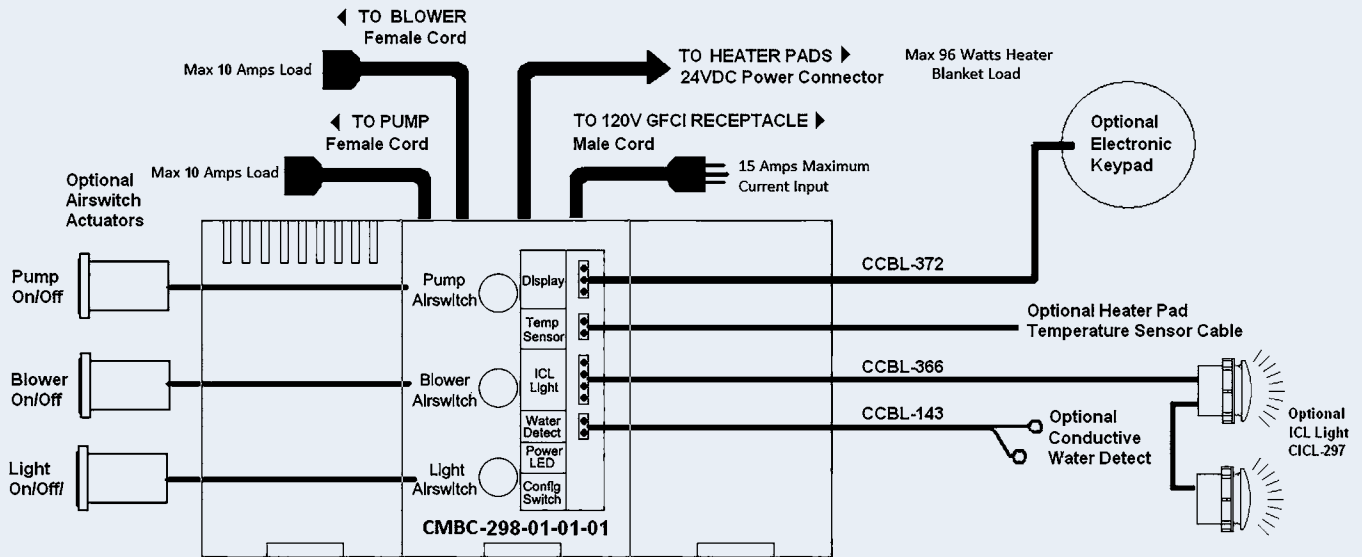 ◀ TO BLOWER
Female Cord
Max 10 Amps Load
TO HEATER PADS ▶
24VDC Power Connector
Max 96 Watts Heater
Blanket Load
◀ TO PUMP
Female Cord
Max 10 Amps Load
TO 120V GFCI RECEPTACLE ▶
Male Cord
15 Amps Maximum
Current Input
Optional
Electronic
Keypad
Optional
Airswitch
Actuators
Pump
On/Off
Pump
Airswitch
Display
CCBL-372
Temp
Sensor
Optional Heater Pad
Temperature Sensor Cable
Blower
On/Off
Blower
Airswitch
ICL
Light
CCBL-366
Water
Detect
CCBL-143
Optional
Conductive
Water Detect
Optional
ICL Light
CICL-297
Light
On/Off/
Light
Airswitch
Power
LED
Config
Switch
CMBC-298-01-01-01